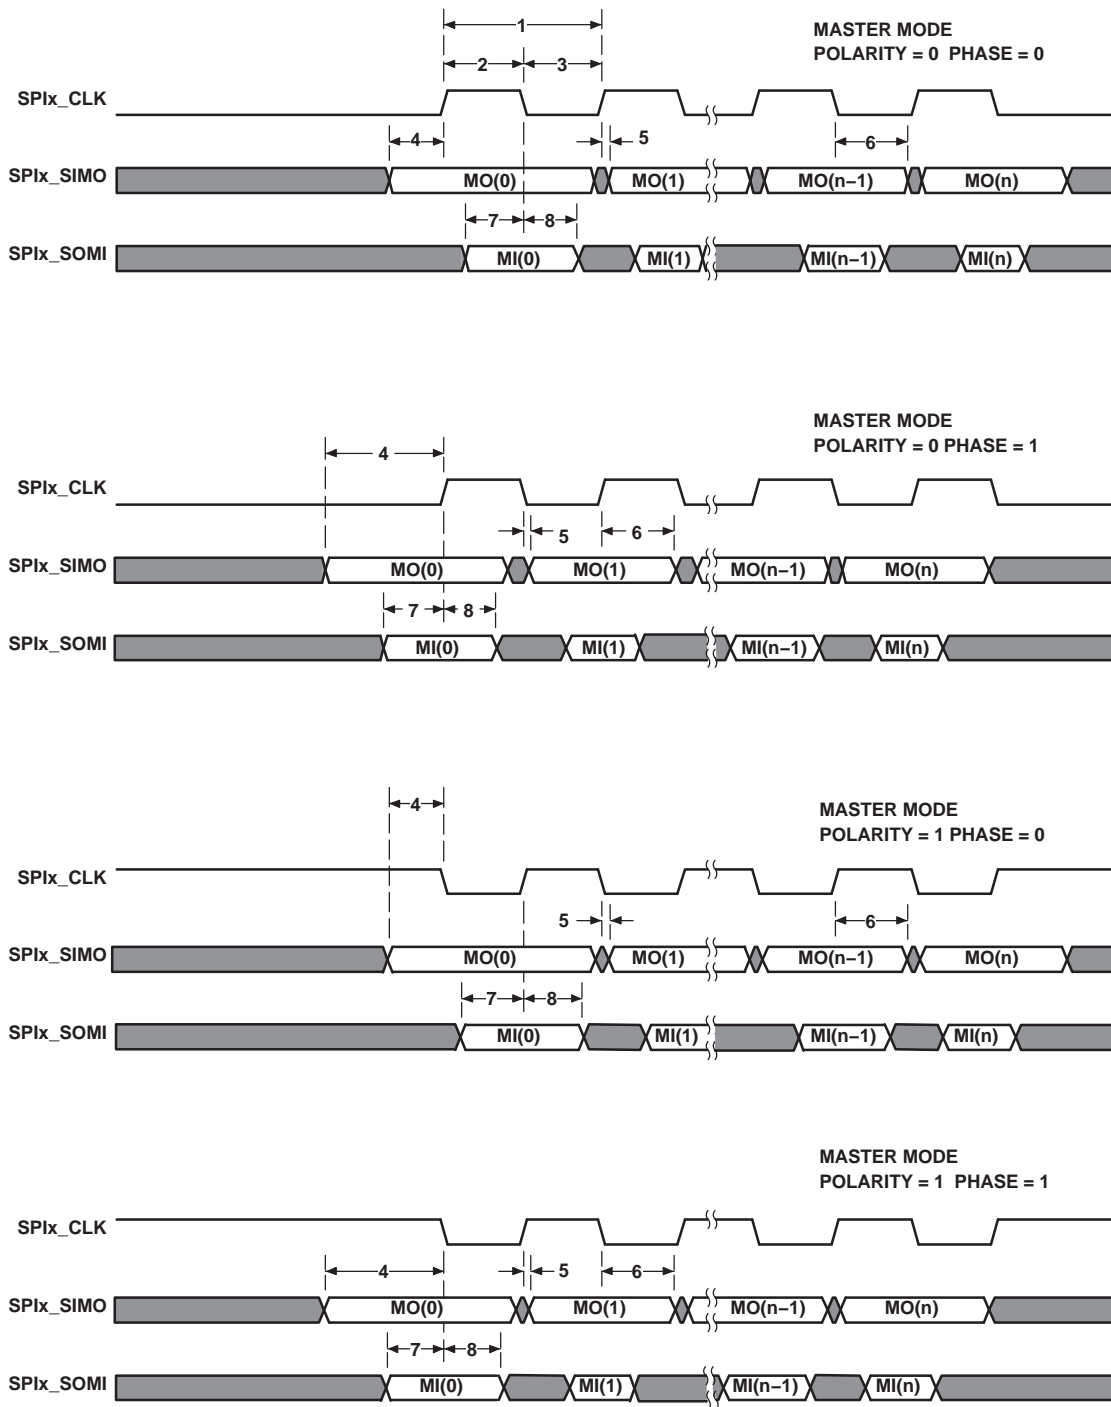 1
MASTER MODE
POLARITY = 0 PHASE = 0
2 3
SPIx_CLK
4 5 6
SPIx_SIMO MO(0) MO(1) MO(n−1) MO(n)
7 8
SPIx_SOMI MI(0) MI(1) MI(n−1) MI(n)
MASTER MODE
POLARITY = 0 PHASE = 1
4
SPIx_CLK
5 6
SPIx_SIMO MO(0) MO(1) MO(n−1) MO(n)
7 8
SPIx_SOMI MI(0) MI(1) MI(n−1) MI(n)
4
MASTER MODE
POLARITY = 1 PHASE = 0
SPIx_CLK
5 6
SPIx_SIMO MO(0) MO(1) MO(n−1) MO(n)
7 8
SPIx_SOMI MI(0) MI(1) MI(n−1) MI(n)
MASTER MODE
POLARITY = 1 PHASE = 1
SPIx_CLK
4 5 6
SPIx_SIMO MO(0) MO(1) MO(n−1) MO(n)
7 8
SPIx_SOMI MI(0) MI(1) MI(n−1) MI(n)